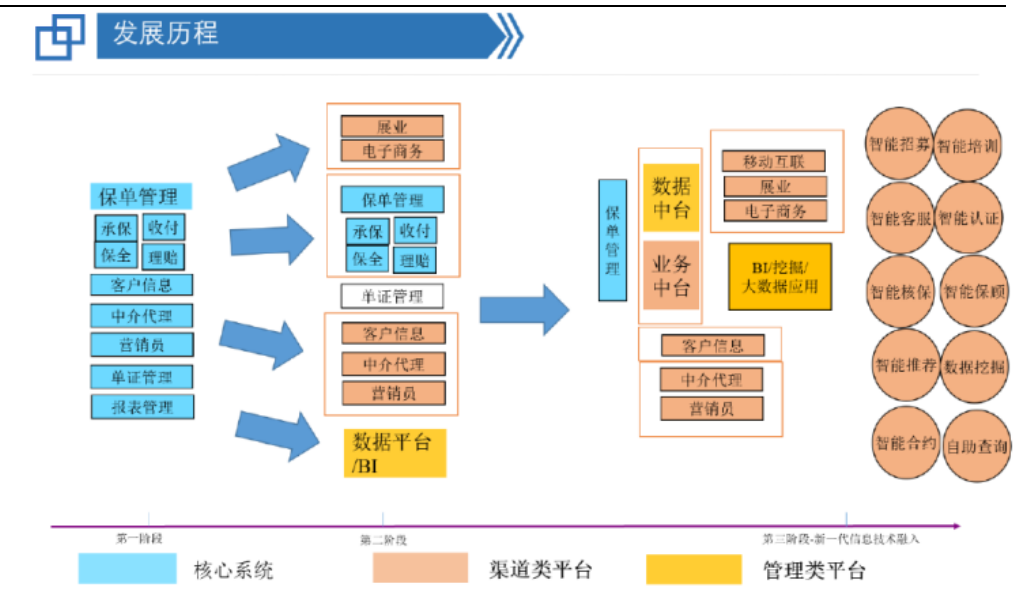 发展历程
保单管理
承保
收付
保全
理赔
客户信息
中介代理
营销员
单证管理
报表管理
展业
电子商务
保单管理
承保
收付
保全
理赔
单证管理
客户信息
中介代理
营销员
数据平台
/BI
保
单
管
理
数据
中台
业务
中台
移动互联
展业
电子商务
BI/挖掘/
大数据应用
客户信息
中介代理
营销员
智能招募
智能培训
智能客服
智能认证
智能核保
智能保顾
智能推荐
数据挖掘
智能合约
自助查询
第一阶段
第二阶段
第三阶段-新一代信息技术融入
核心系统
渠道类平台
管理类平台